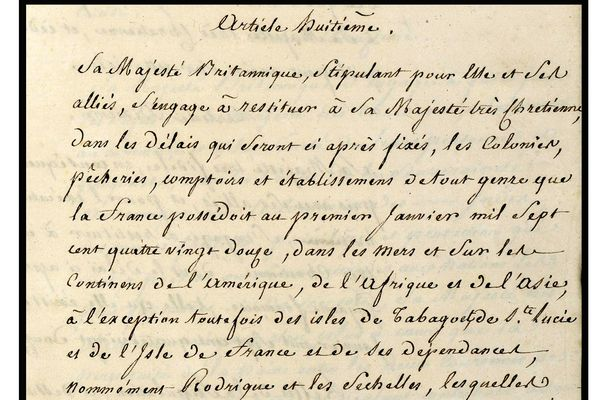 Article Huitième.
Sa Majesté Britannique, Stipulant pour Elle et Ses
alliés, S'engage à restituer à Sa Majesté très Chretienne,
dans les délais qui seront ci après fixés, les Colonies,
pêcheries, comptoirs et établissemens de tout genre que
la France possédoit au premier Janvier mil Sept
cent quatre vingt douze, dans les Mers et Sur les
Continens de l'Amérique, de l'Afrique et de l'Asie,
à l'exception toutefois des isles de Tabago et de Ste. Lucie
et de l'Isle de France et de ses dépendances,
nommément Rodrigue et les Sechelles, lesquelles